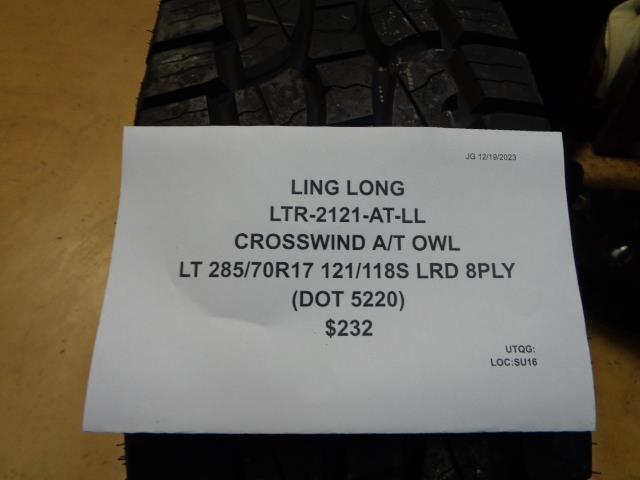 JG 12/19/2023
LING LONG
LTR-2121-AT-LL
CROSSWIND A/T OWL
LT 285/70R17 121/118S LRD 8PLY
(DOT 5220)
$232
UTQG:
LOC:SU16